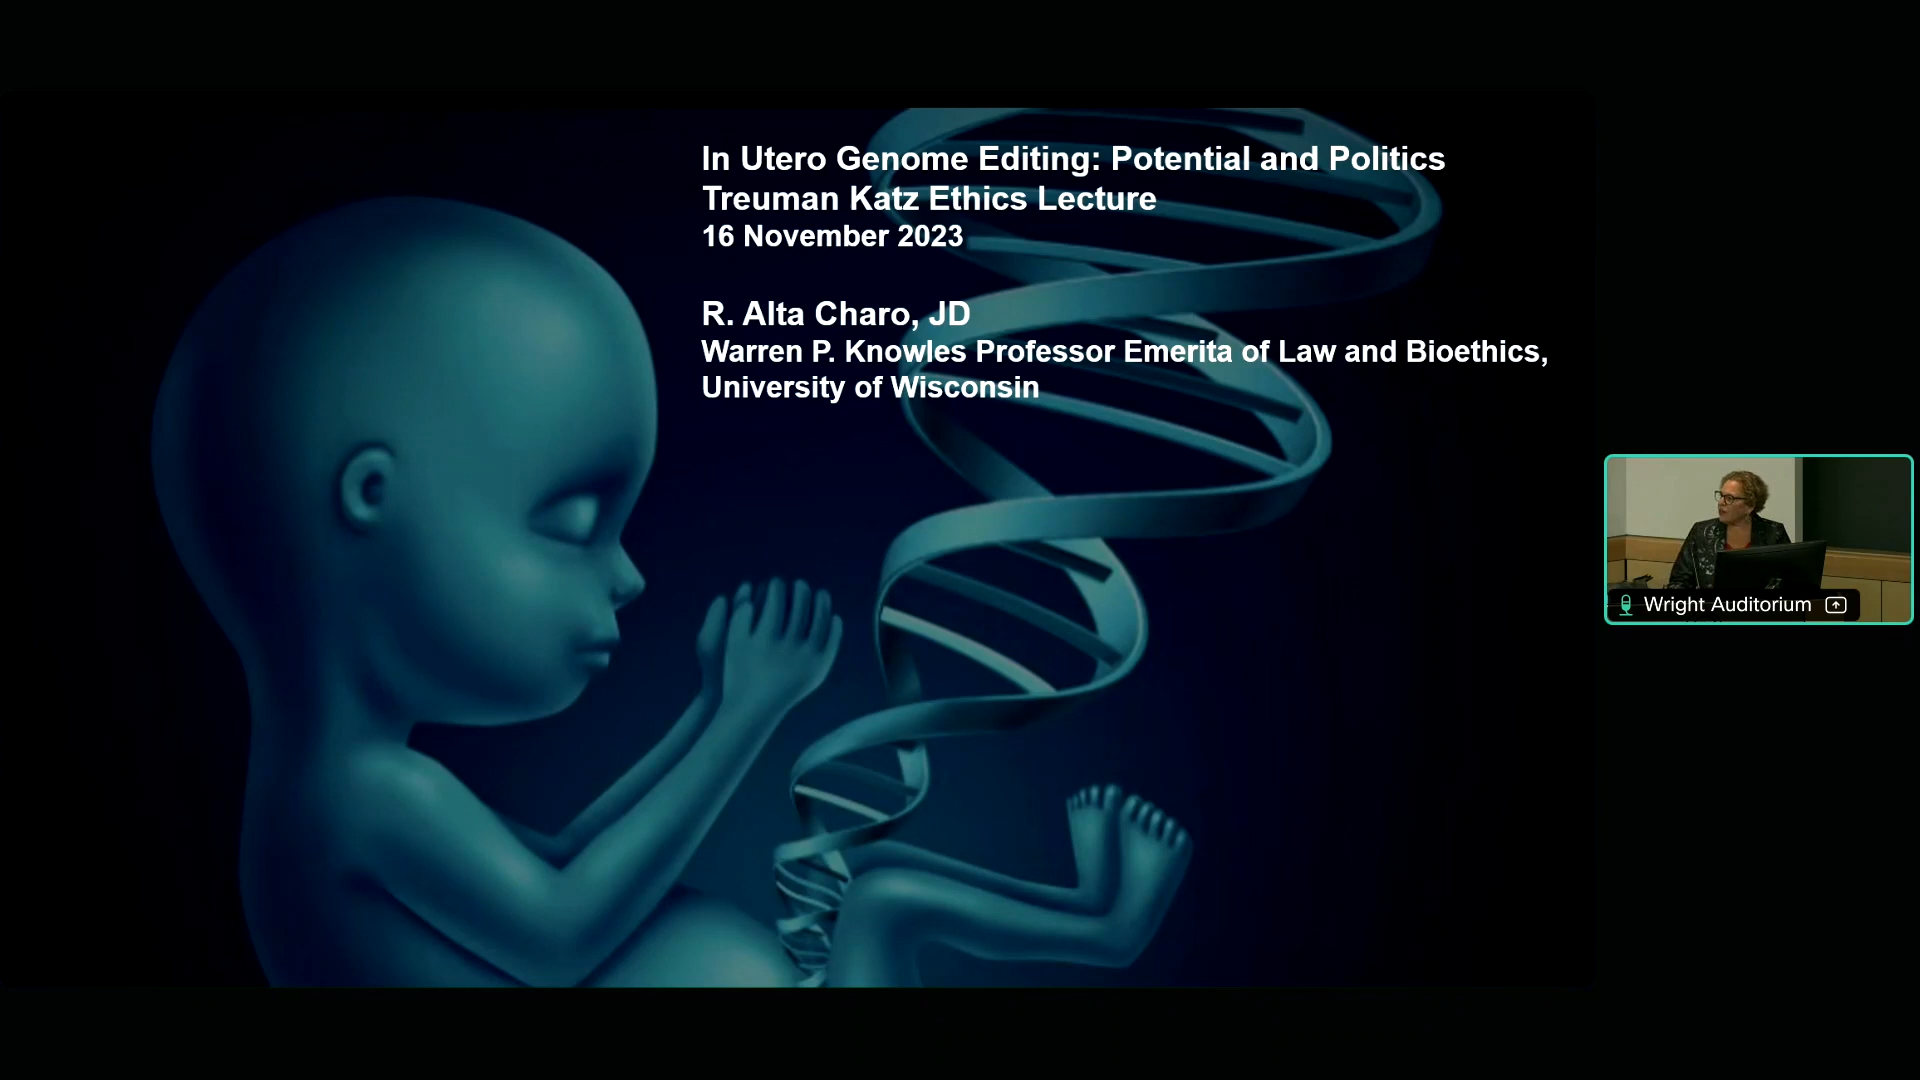 In Utero Genome Editing: Potential and Politics
Treuman Katz Ethics Lecture
16 November 2023
R. Alta Charo, JD
Warren P. Knowles Professor Emerita of Law and Bioethics,
University of Wisconsin
Wright Auditorium